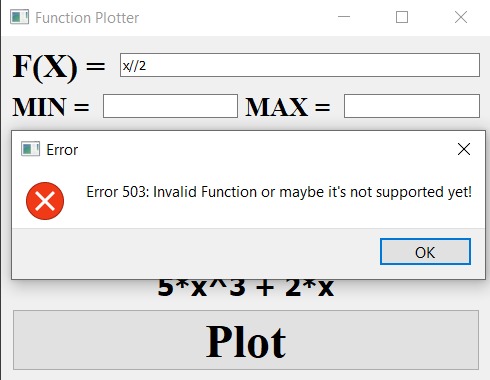 Function Plotter
F(X) = x//2
MIN = MAX =
Error
Error 503: Invalid Function or maybe it's not supported yet!
OK
5*x^3 + 2*x
Plot